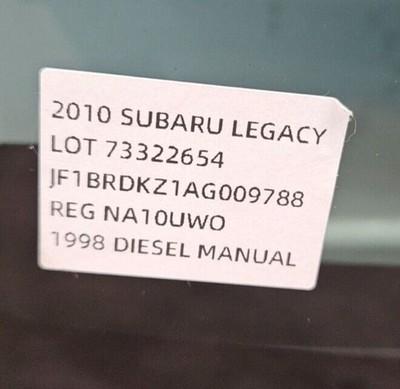 2010 SUBARU LEGACY
LOT 73322654
JF1BRDKZ1AG009788
REG NA10UWO
1998 DIESEL MANUAL